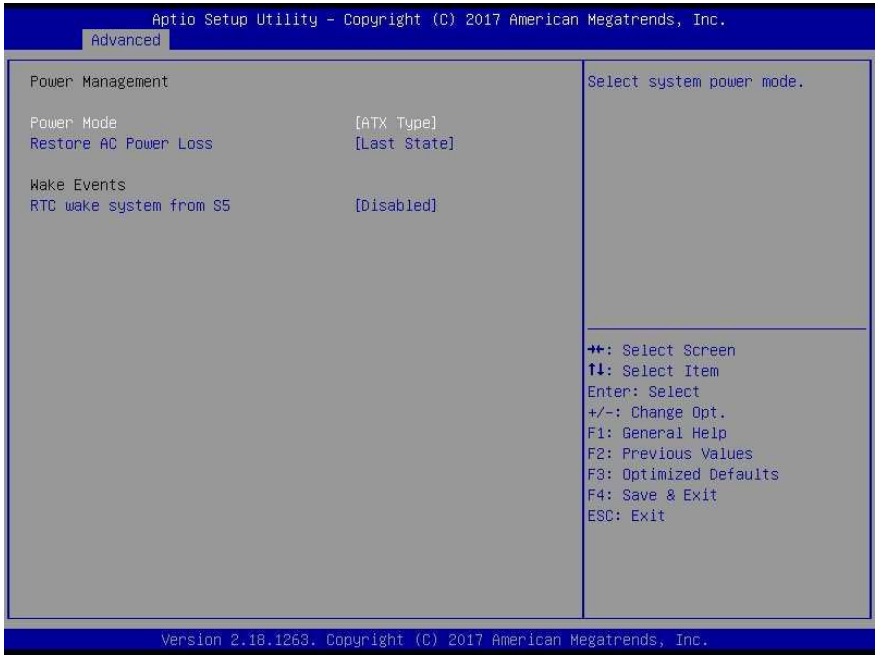 Aptio Setup Utility – Copyright (C) 2017 American Megatrends, Inc.
Advanced
Power Management
Power Mode [ATX Type]
Restore AC Power Loss [Last State]
Wake Events
RTC wake system from S5 [Disabled]
Select system power mode.
→←: Select Screen
↑↓: Select Item
Enter: Select
+/-: Change Opt.
F1: General Help
F2: Previous Values
F3: Optimized Defaults
F4: Save & Exit
ESC: Exit
Version 2.18.1263. Copyright (C) 2017 American Megatrends, Inc.